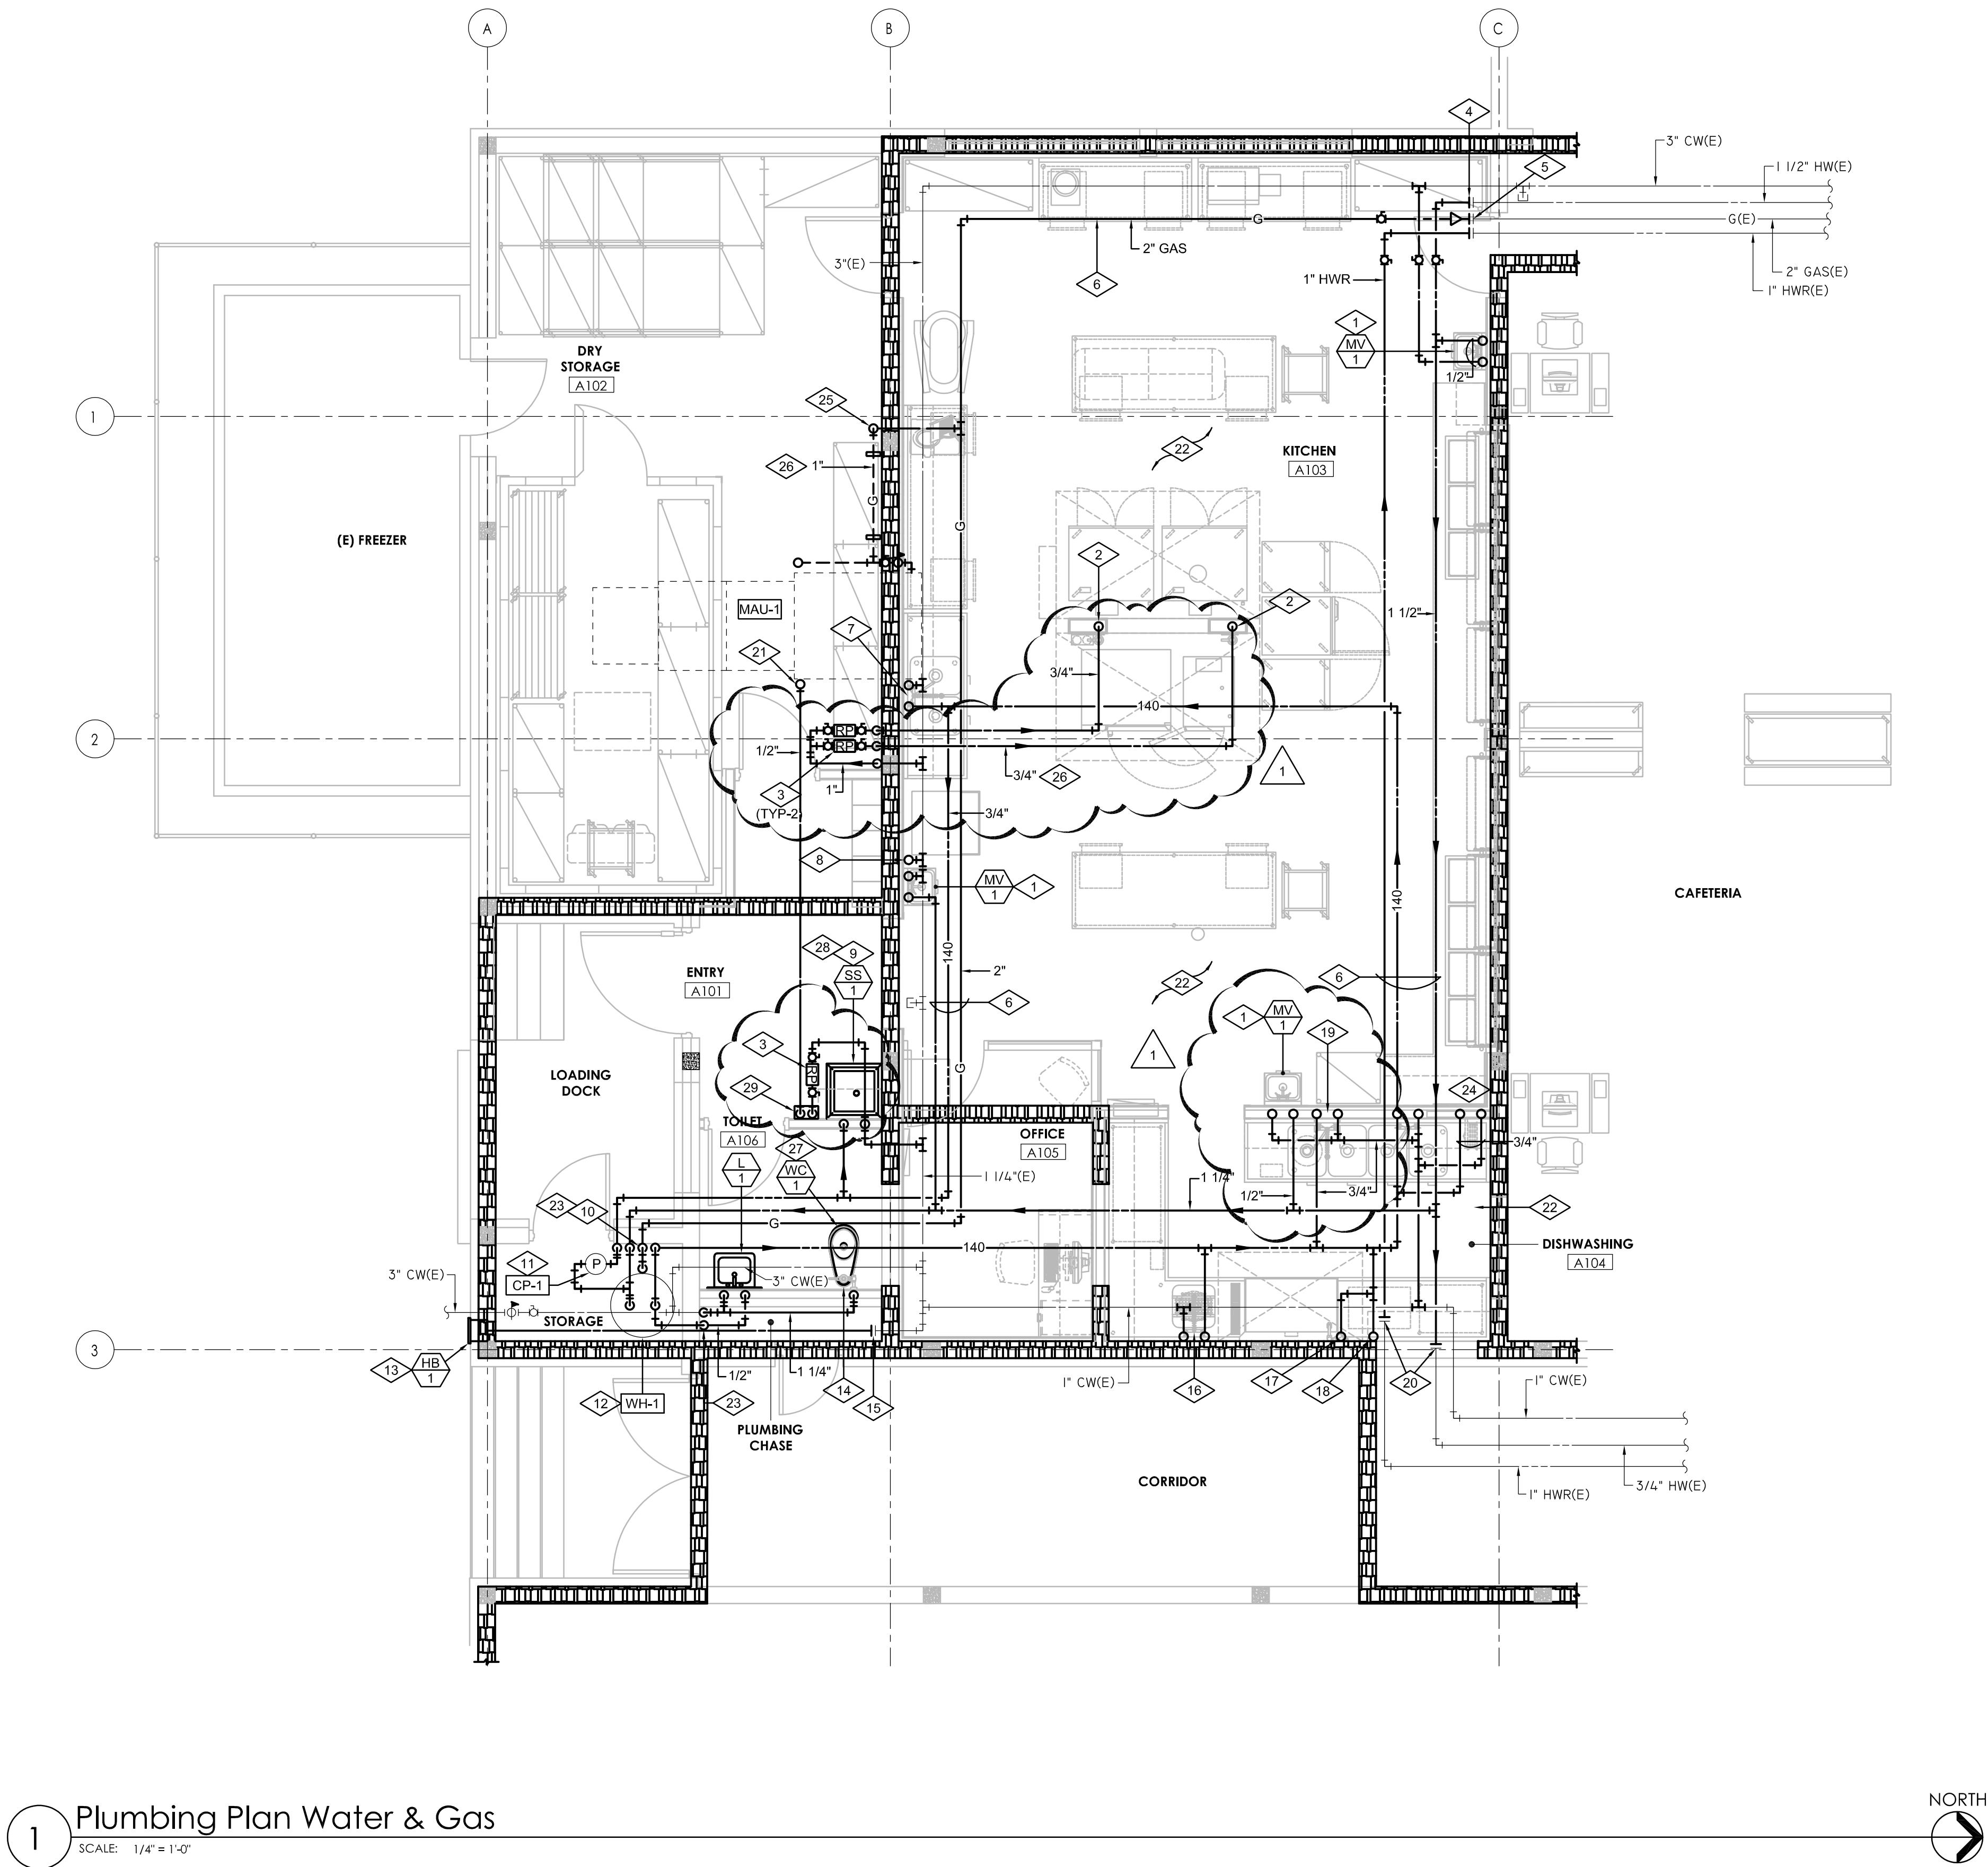 A
B
C
4
3" CW(E)
5
1 1/2" HW(E)
G
G(E)
2" GAS
3"(E)
6
1" HWR
2" GAS(E)
1" HWR(E)
1
MV
1
1/2"
DRY
STORAGE
A102
1
25
22
KITCHEN
A103
26
1"
G
G
(E) FREEZER
2
2
1 1/2"
MAU-1
7
21
3/4"
140
2
RP
RP
1/2"
3/4"
26
1
3
(TYP-2)
1"
3/4"
8
MV
1
1
140
CAFETERIA
28
9
SS
1
140
2"
22
6
ENTRY
A101
6
1
MV
1
19
3
RP
1
LOADING
DOCK
29
G
24
TOILET
A106
27
OFFICE
A105
3/4"
L
1
WC
1
1 1/4"(E)
1 1/4"
1/2"
3/4"
23
10
G
22
140
DISHWASHING
A104
11
P
CP-1
3" CW(E)
3" CW(E)
STORAGE
3
13
HB
1
1/2"
1 1/4"
12
WH-1
23
14
15
1" CW(E)
16
17
18
20
1" CW(E)
PLUMBING
CHASE
CORRIDOR
3/4" HW(E)
1" HWR(E)
1
Plumbing Plan Water & Gas
SCALE: 1/4" = 1'-0"
NORTH